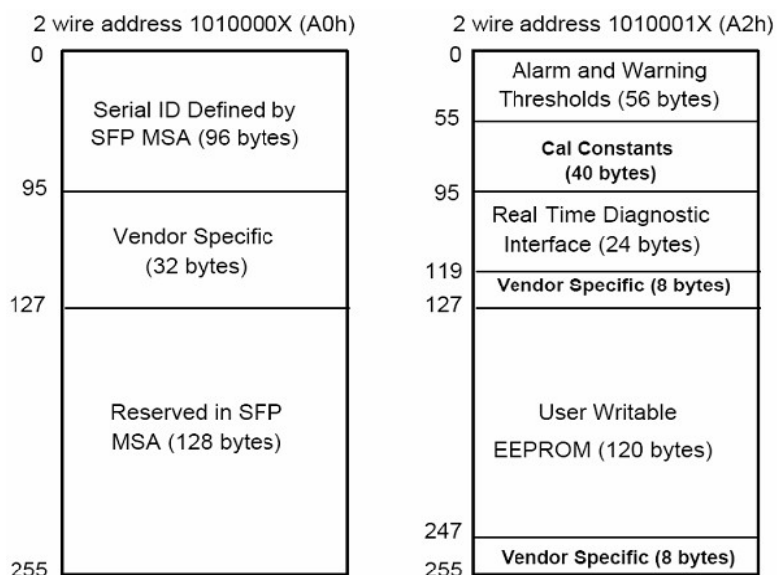 2 wire address 1010000X (A0h)
0
Serial ID Defined by
SFP MSA (96 bytes)
95
Vendor Specific
(32 bytes)
127
Reserved in SFP
MSA (128 bytes)
255
2 wire address 1010001X (A2h)
0
Alarm and Warning
Thresholds (56 bytes)
55
Cal Constants
(40 bytes)
95
Real Time Diagnostic
Interface (24 bytes)
119
Vendor Specific (8 bytes)
127
User Writable
EEPROM (120 bytes)
247
Vendor Specific (8 bytes)
255